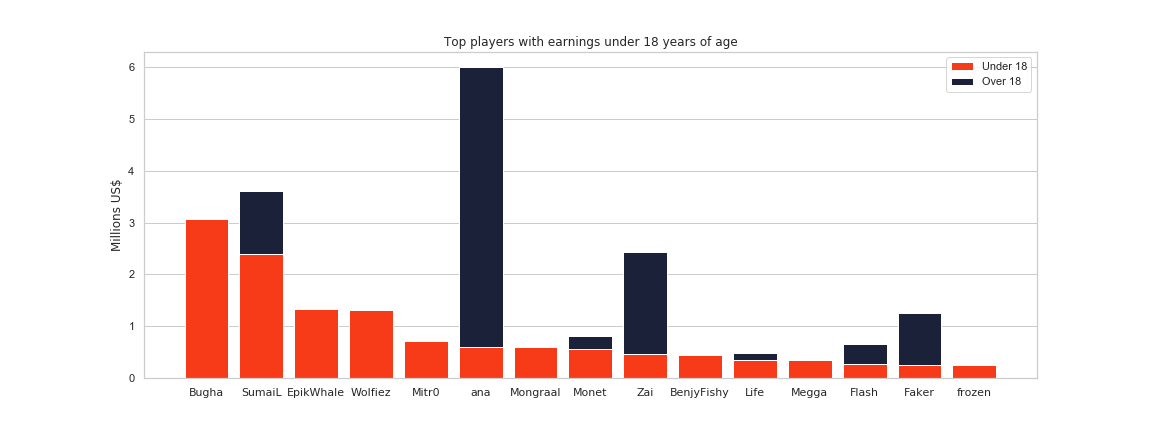 Top players with earnings under 18 years of age
Under 18
Over 18
Millions US$
6
5
4
3
2
1
0
Bugha SumaiL EpikWhale Wolfiez Mitr0 ana Mongraal Monet Zai BenjyFishy Life Megga Flash Faker frozen